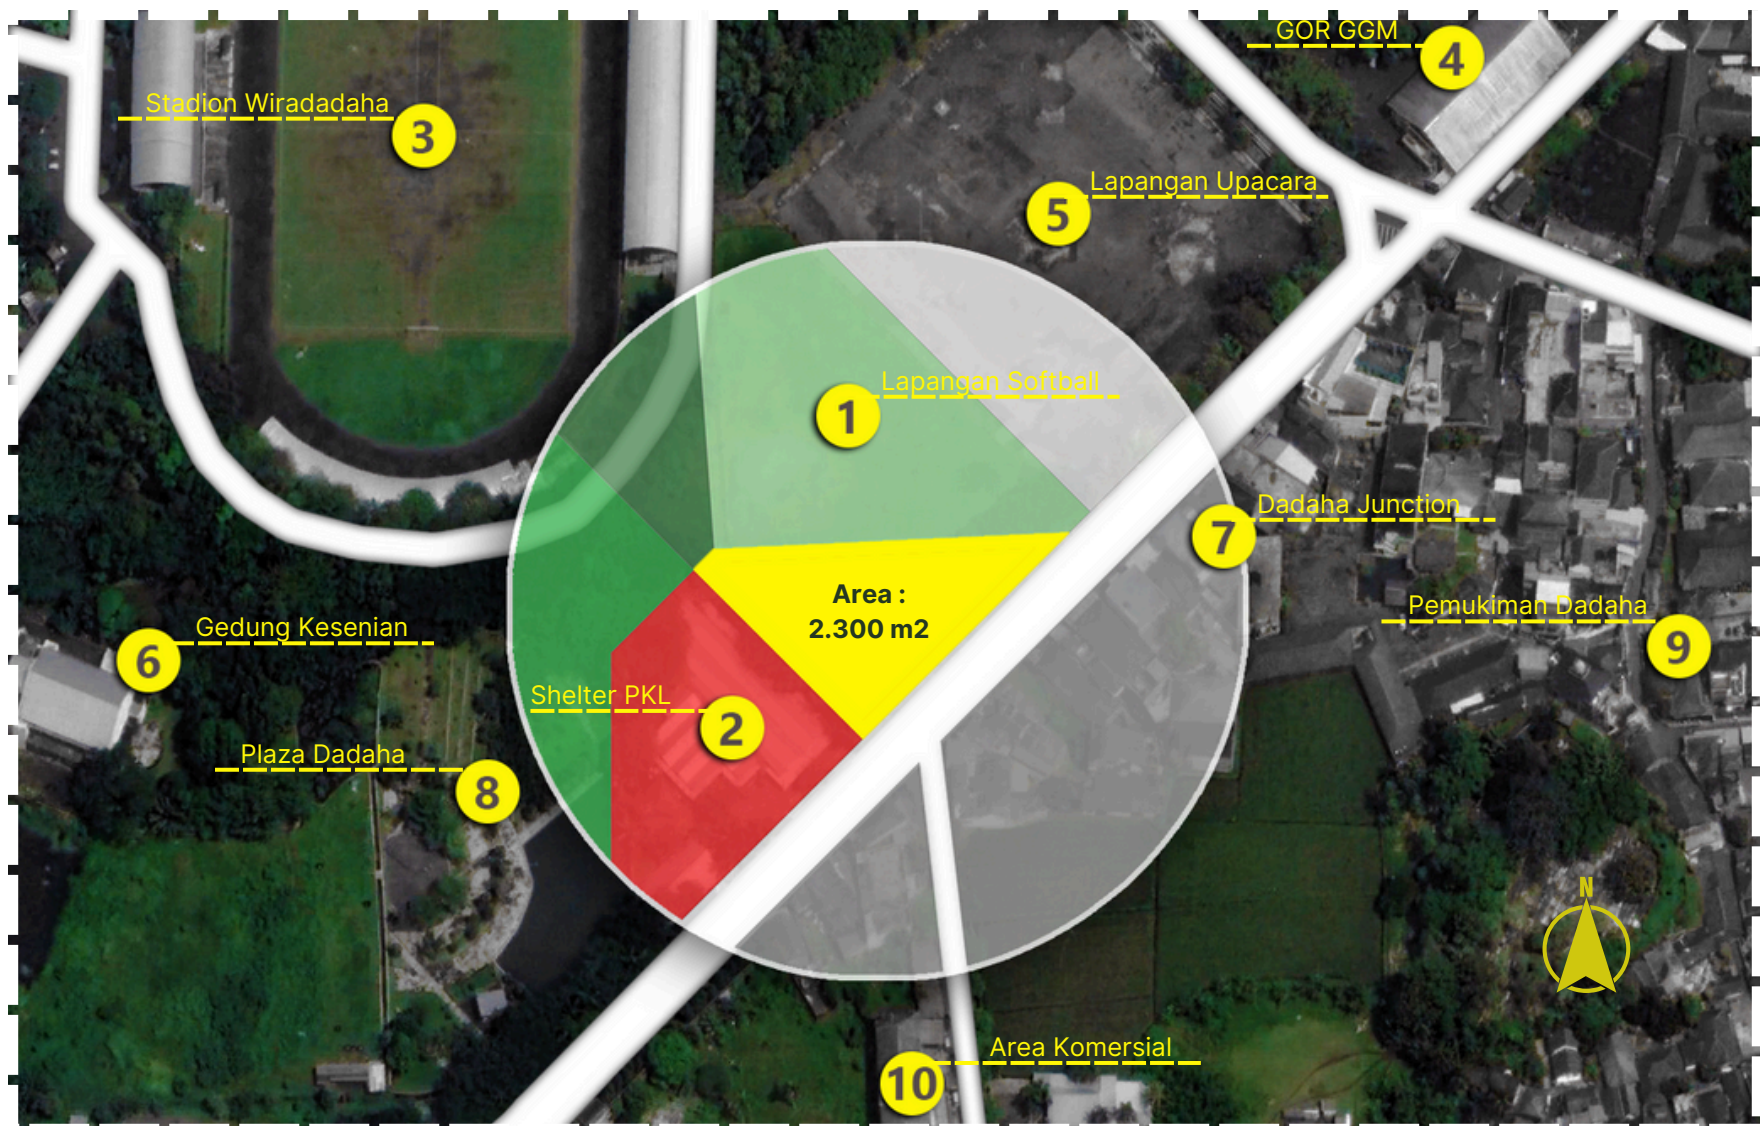 GOR GGM
4
Stadion Wiradadaha
3
Lapangan Upacara
5
Lapangan Softball
1
Dadaha Junction
7
Area :
2.300 m2
Pemukiman Dadaha
9
Gedung Kesenian
6
Shelter PKL
2
Plaza Dadaha
8
N
Area Komersial
10